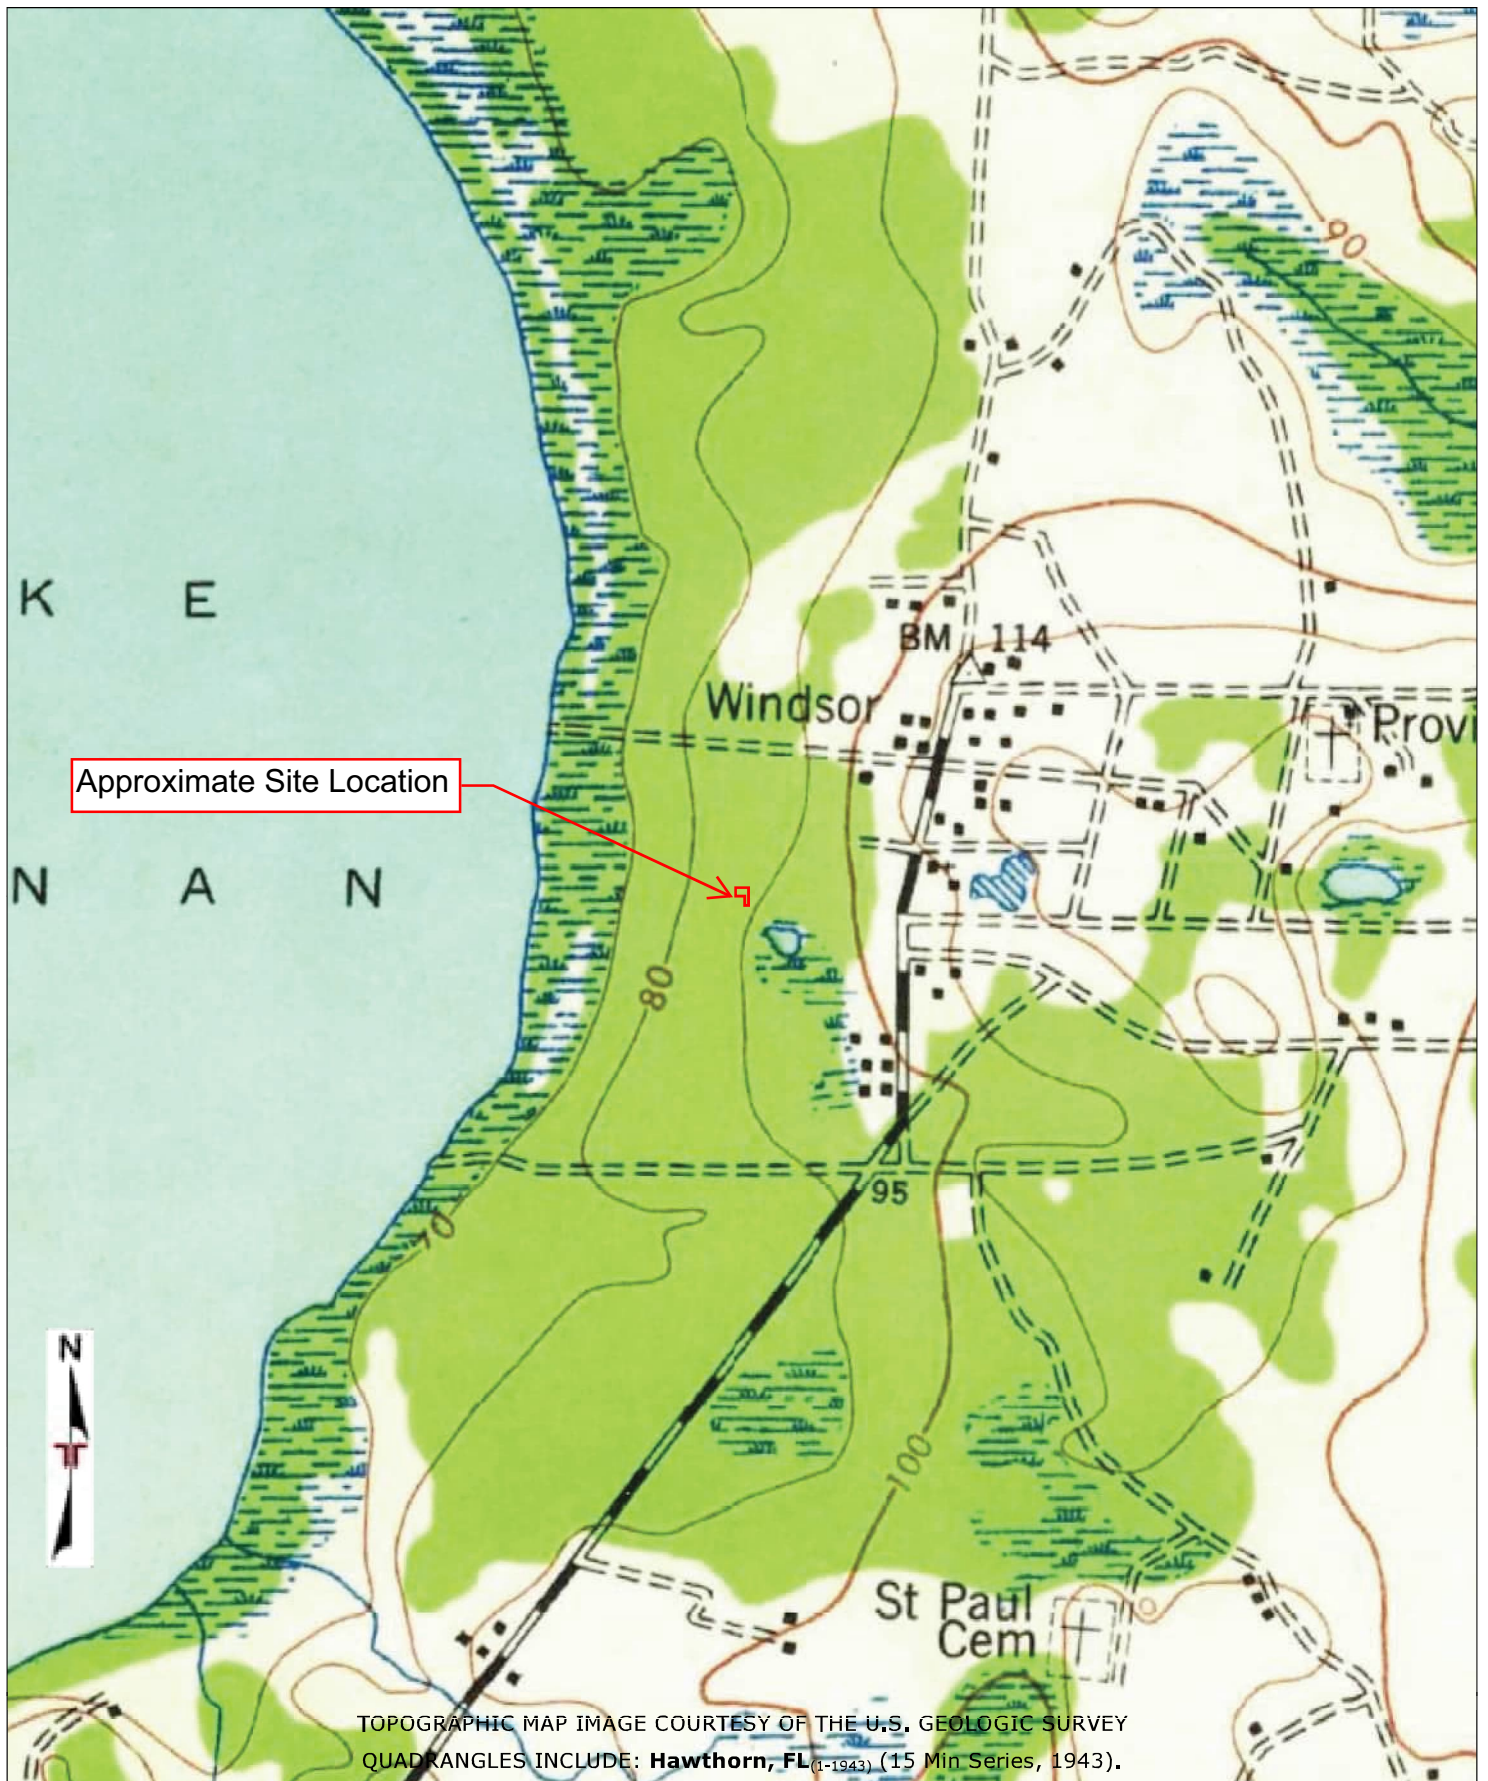 90
K E
BM 114
Windsor
Provi
Approximate Site Location
N A N
80
95
70
N
100
St Paul
Cem
TOPOGRAPHIC MAP IMAGE COURTESY OF THE U.S. GEOLOGIC SURVEY
QUADRANGLES INCLUDE: Hawthorn, FL(1-1943) (15 Min Series, 1943).